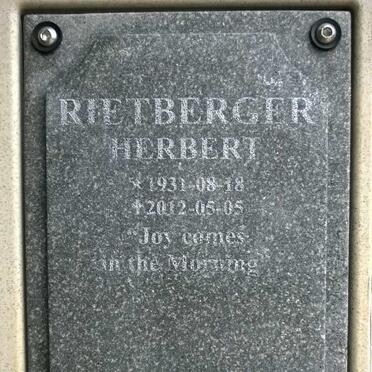 RIETBERGER
HERBERT
* 1931-08-18
✝ 2012-05-05
"Joy comes
in the Morning"